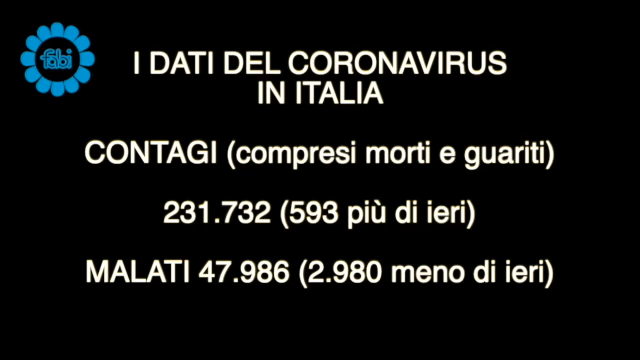 fabi
I DATI DEL CORONAVIRUS
IN ITALIA
CONTAGI (compresi morti e guariti)
231.732 (593 più di ieri)
MALATI 47.986 (2.980 meno di ieri)